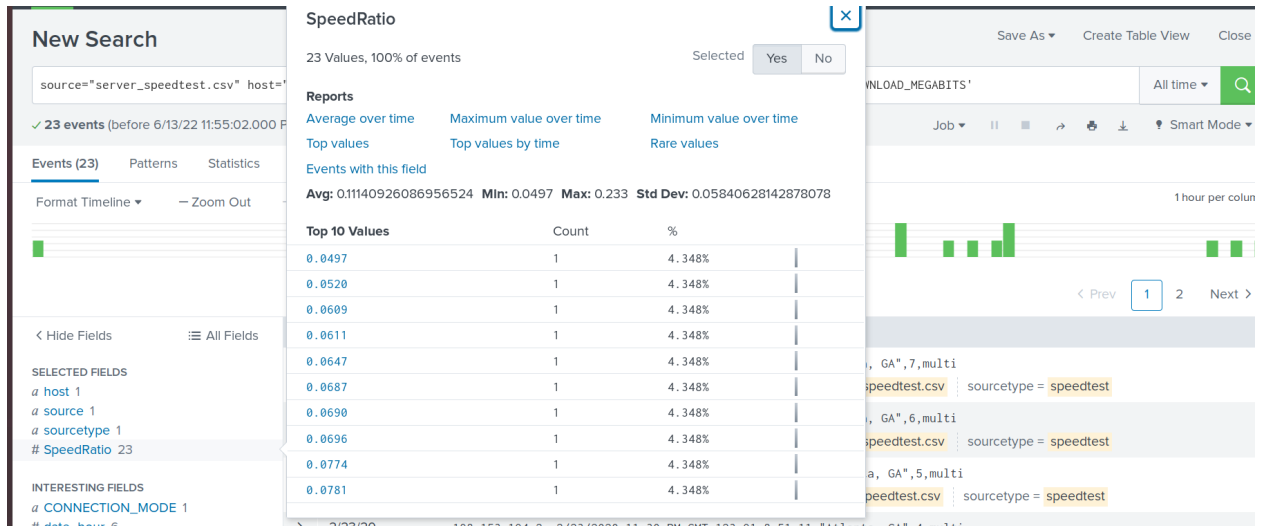 New Search
Save As
Create Table View
Close
source="server_speedtest.csv" host="
WNLOAD_MEGABITS'
All time
23 events (before 6/13/22 11:55:02.000 P
Job
Smart Mode
Events (23)
Patterns
Statistics
Format Timeline
— Zoom Out
1 hour per colum
SpeedRatio
23 Values, 100% of events
Selected
Yes
No
Reports
Average over time
Maximum value over time
Minimum value over time
Top values
Top values by time
Rare values
Events with this field
Avg: 0.11140926086956524 Min: 0.0497 Max: 0.233 Std Dev: 0.05840628142878078
Top 10 Values Count %
0.0497 1 4.348%
0.0520 1 4.348%
0.0609 1 4.348%
0.0611 1 4.348%
0.0647 1 4.348%
0.0687 1 4.348%
0.0690 1 4.348%
0.0696 1 4.348%
0.0774 1 4.348%
0.0781 1 4.348%
< Prev 1 2 Next >
< Hide Fields
All Fields
SELECTED FIELDS
a host 1
a source 1
a sourcetype 1
# SpeedRatio 23
INTERESTING FIELDS
a CONNECTION_MODE 1
, GA",7,multi
speedtest.csv sourcetype = speedtest
, GA",6,multi
speedtest.csv sourcetype = speedtest
a, GA",5,multi
peedtest.csv sourcetype = speedtest